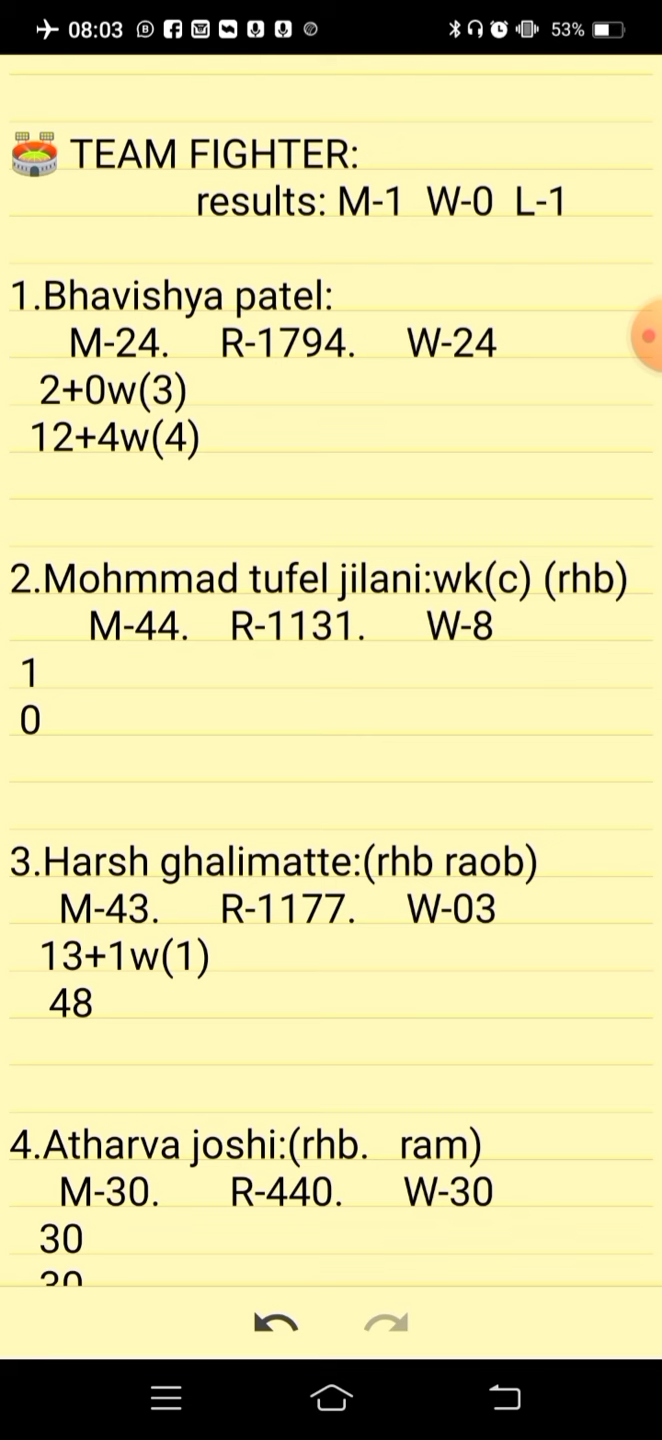 08:03
53%
TEAM FIGHTER:
results: M-1 W-0 L-1
1.Bhavishya patel:
M-24. R-1794. W-24
2+0w(3)
12+4w(4)
2.Mohmmad tufel jilani:wk(c) (rhb)
M-44. R-1131. W-8
1
0
3.Harsh ghalimatte:(rhb raob)
M-43. R-1177. W-03
13+1w(1)
48
4.Atharva joshi:(rhb. ram)
M-30. R-440. W-30
30